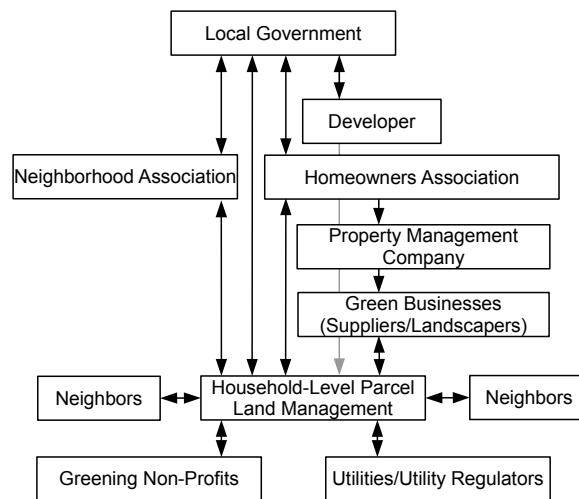 Local Government
Developer
Neighborhood Association
Homeowners Association
Property Management
Company
Green Businesses
(Suppliers/Landscapers)
Neighbors
Household-Level Parcel
Land Management
Neighbors
Greening Non-Profits
Utilities/Utility Regulators